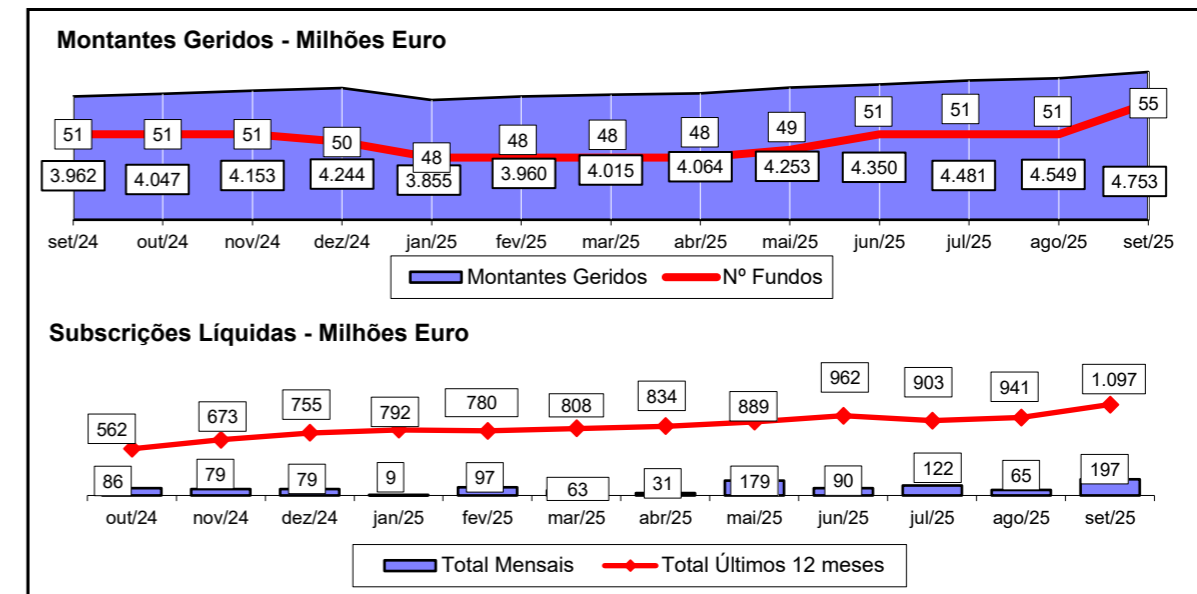 Montantes Geridos - Milhões Euro
51 51 51 50 48 48 48 48 49 51 51 51 55
3.962 4.047 4.153 4.244 3.855 3.960 4.015 4.064 4.253 4.350 4.481 4.549 4.753
set/24 out/24 nov/24 dez/24 jan/25 fev/25 mar/25 abr/25 mai/25 jun/25 jul/25 ago/25 set/25
Montantes Geridos Nº Fundos
Subscrições Líquidas - Milhões Euro
562 673 755 792 780 808 834 889 962 903 941 1.097
86 79 79 9 97 63 31 179 90 122 65 197
out/24 nov/24 dez/24 jan/25 fev/25 mar/25 abr/25 mai/25 jun/25 jul/25 ago/25 set/25
Total Mensais Total Últimos 12 meses